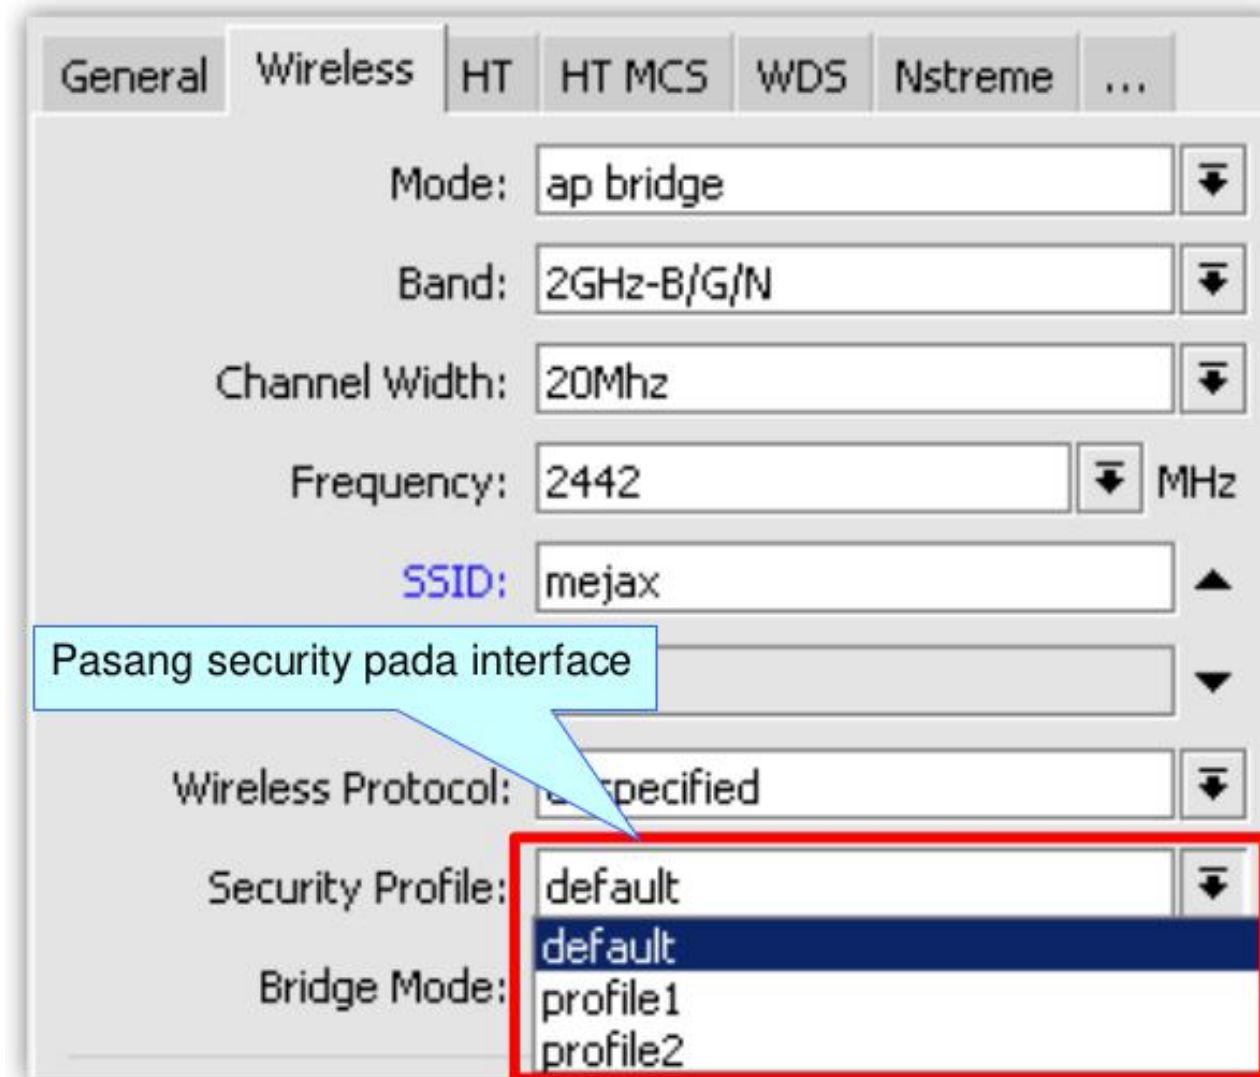 General Wireless HT HT MCS WDS Nstreme ...
Mode: ap bridge
Band: 2GHz-B/G/N
Channel Width: 20Mhz
Frequency: 2442 MHz
SSID: mejax
Pasang security pada interface
Wireless Protocol: specified
Security Profile: default
default
Bridge Mode: profile1
profile2